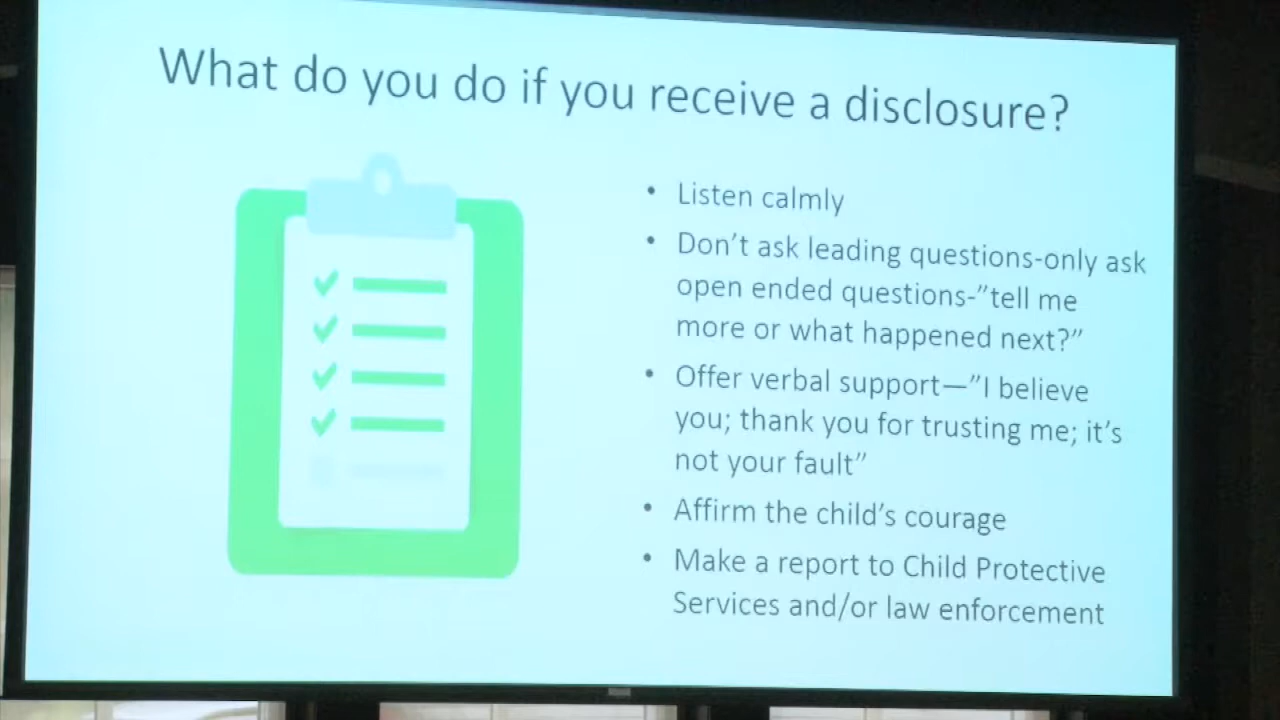 What do you do if you receive a disclosure?
• Listen calmly
• Don't ask leading questions-only ask
open ended questions-”tell me
more or what happened next?”
• Offer verbal support—”I believe
you; thank you for trusting me; it's
not your fault”
• Affirm the child's courage
• Make a report to Child Protective
Services and/or law enforcement